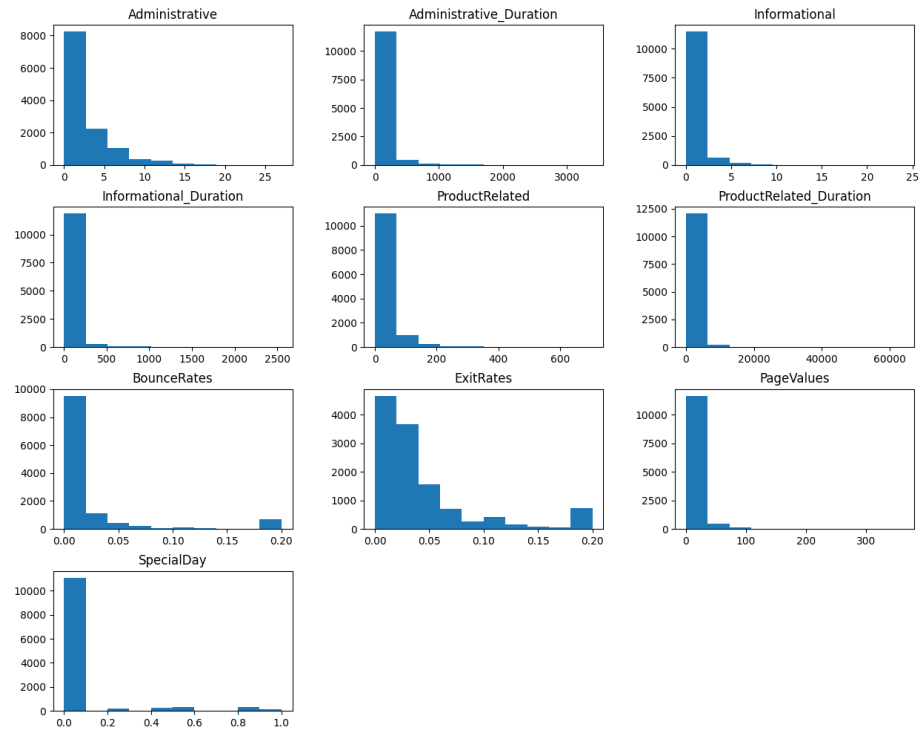 Administrative
8000
6000
4000
2000
0
0 5 10 15 20 25
Administrative_Duration
10000
7500
5000
2500
0
0 1000 2000 3000
Informational
10000
7500
5000
2500
0
0 5 10 15 20 25
Informational_Duration
10000
7500
5000
2500
0
0 500 1000 1500 2000 2500
ProductRelated
10000
8000
6000
4000
2000
0
0 200 400 600
ProductRelated_Duration
12500
10000
7500
5000
2500
0
0 20000 40000 60000
BounceRates
10000
8000
6000
4000
2000
0
0.00 0.05 0.10 0.15 0.20
ExitRates
4000
3000
2000
1000
0
0.00 0.05 0.10 0.15 0.20
PageValues
10000
7500
5000
2500
0
0 100 200 300
SpecialDay
10000
8000
6000
4000
2000
0
0.0 0.2 0.4 0.6 0.8 1.0